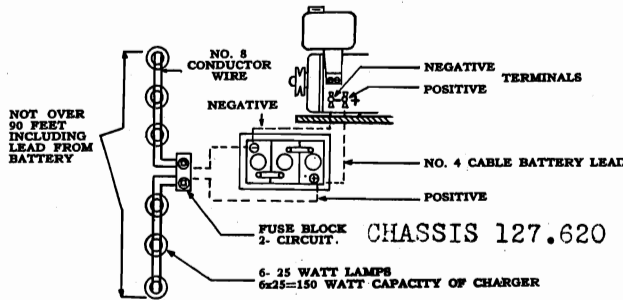 NO. 8
CONDUCTOR
WIRE
NEGATIVE
TERMINALS
POSITIVE
NEGATIVE
NOT OVER
90 FEET
INCLUDING
LEAD FROM
BATTERY
NO. 4 CABLE BATTERY LEAD
POSITIVE
FUSE BLOCK
2- CIRCUIT.
CHASSIS 127.620
6- 25 WATT LAMPS
6x25=150 WATT CAPACITY OF CHARGER